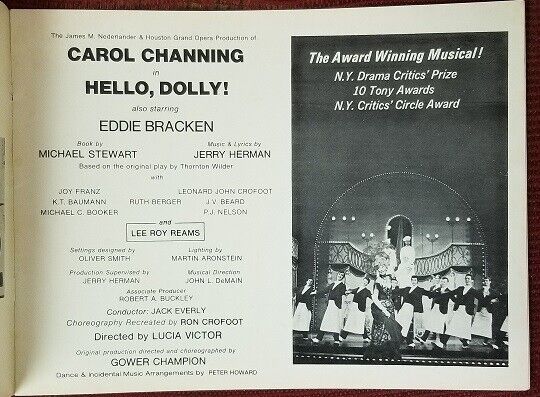 The James M. Nederlander & Houston Grand Opera Production of
CAROL CHANNING
in
HELLO, DOLLY!
also starring
EDDIE BRACKEN
Book by
MICHAEL STEWART
Music & Lyrics by
JERRY HERMAN
Based on the original play by Thornton Wilder
with
JOY FRANZ LEONARD JOHN CROFOOT
K.T. BAUMANN RUTH BERGER J.V. BEARD
MICHAEL C. BOOKER P.J. NELSON
and
LEE ROY REAMS
Settings designed by
OLIVER SMITH
Lighting by
MARTIN ARONSTEIN
Production Supervised by
JERRY HERMAN
Musical Direction
JOHN L. DeMAIN
Associate Producer
ROBERT A. BUCKLEY
Conductor: JACK EVERLY
Choreography Recreated by RON CROFOOT
Directed by LUCIA VICTOR
Original production directed and choreographed by
GOWER CHAMPION
Dance & Incidental Music Arrangements by PETER HOWARD
The Award Winning Musical!
N.Y. Drama Critics' Prize
10 Tony Awards
N.Y. Critics' Circle Award